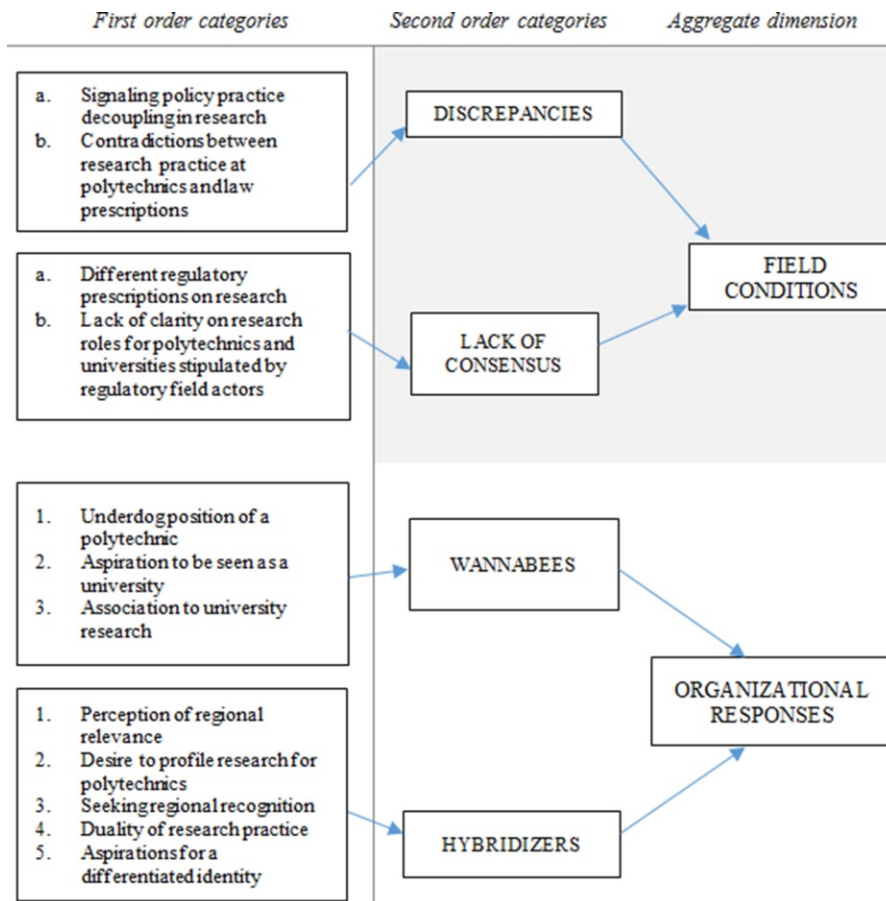 First order categories
Second order categories
Aggregate dimension
a. Signaling policy practice
decoupling in research
b. Contradictions between
research practice at
polytechnics and law
prescriptions
DISCREPANCIES
a. Different regulatory
prescriptions on research
b. Lack of clarity on research
roles for polytechnics and
universities stipulated by
regulatory field actors
LACK OF
CONSENSUS
FIELD
CONDITIONS
1. Underdog position of a
polytechnic
2. Aspiration to be seen as a
university
3. Association to university
research
WANNABEES
1. Perception of regional
relevance
2. Desire to profile research for
polytechnics
3. Seeking regional recognition
4. Duality of research practice
5. Aspirations for a
differentiated identity
HYBRIDIZERS
ORGANIZATIONAL
RESPONSES